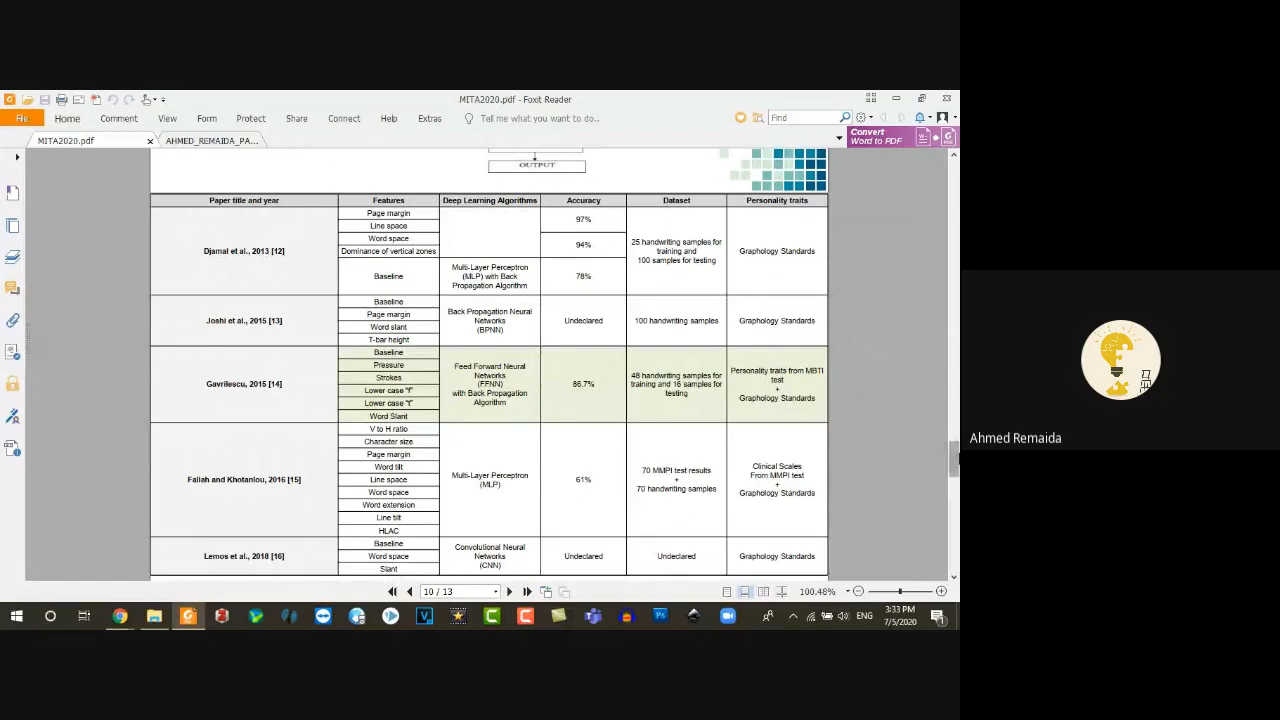 MITA2020.pdf - Foxit Reader
File Home Comment View Form Protect Share Connect Help Extras Tell me what you want to do.. Find
MITA2020.pdf AHMED_REMAIDA_PA... Convert
Word to PDF
OUTPUT
Paper title and year Features Deep Learning Algorithms Accuracy Dataset Personality traits
Djamal et al., 2013 [12]
Page margin
Line space
Word space
Dominance of vertical zones
Baseline
Multi-Layer Perceptron
(MLP) with Back
Propagation Algorithm
97%
94%
78%
25 handwriting samples for
training and
100 samples for testing
Graphology Standards
Joshi et al., 2015 [13]
Baseline
Page margin
Word slant
T-bar height
Back Propagation Neural
Networks
(BPNN)
Undeclared
100 handwriting samples
Graphology Standards
Gavrilescu, 2015 [14]
Baseline
Pressure
Strokes
Lower case "f"
Lower case "t"
Word Slant
Feed Forward Neural
Networks
(FFNN)
with Back Propagation
Algorithm
86.7%
48 handwriting samples for
training and 16 samples for
testing
Personality traits from MBTI
test
+
Graphology Standards
Fallah and Khotanlou, 2016 [15]
V to H ratio
Character size
Page margin
Word tilt
Line space
Word space
Word extension
Line tilt
HLAC
Multi-Layer Perceptron
(MLP)
61%
70 MMPI test results
+
70 handwriting samples
Clinical Scales
From MMPI test
+
Graphology Standards
Lemos et al., 2018 [16]
Baseline
Word space
Slant
Convolutional Neural
Networks
(CNN)
Undeclared
Undeclared
Graphology Standards
10 / 13
100.48%
ENG
3:33 PM
7/5/2020
Ahmed Remaida